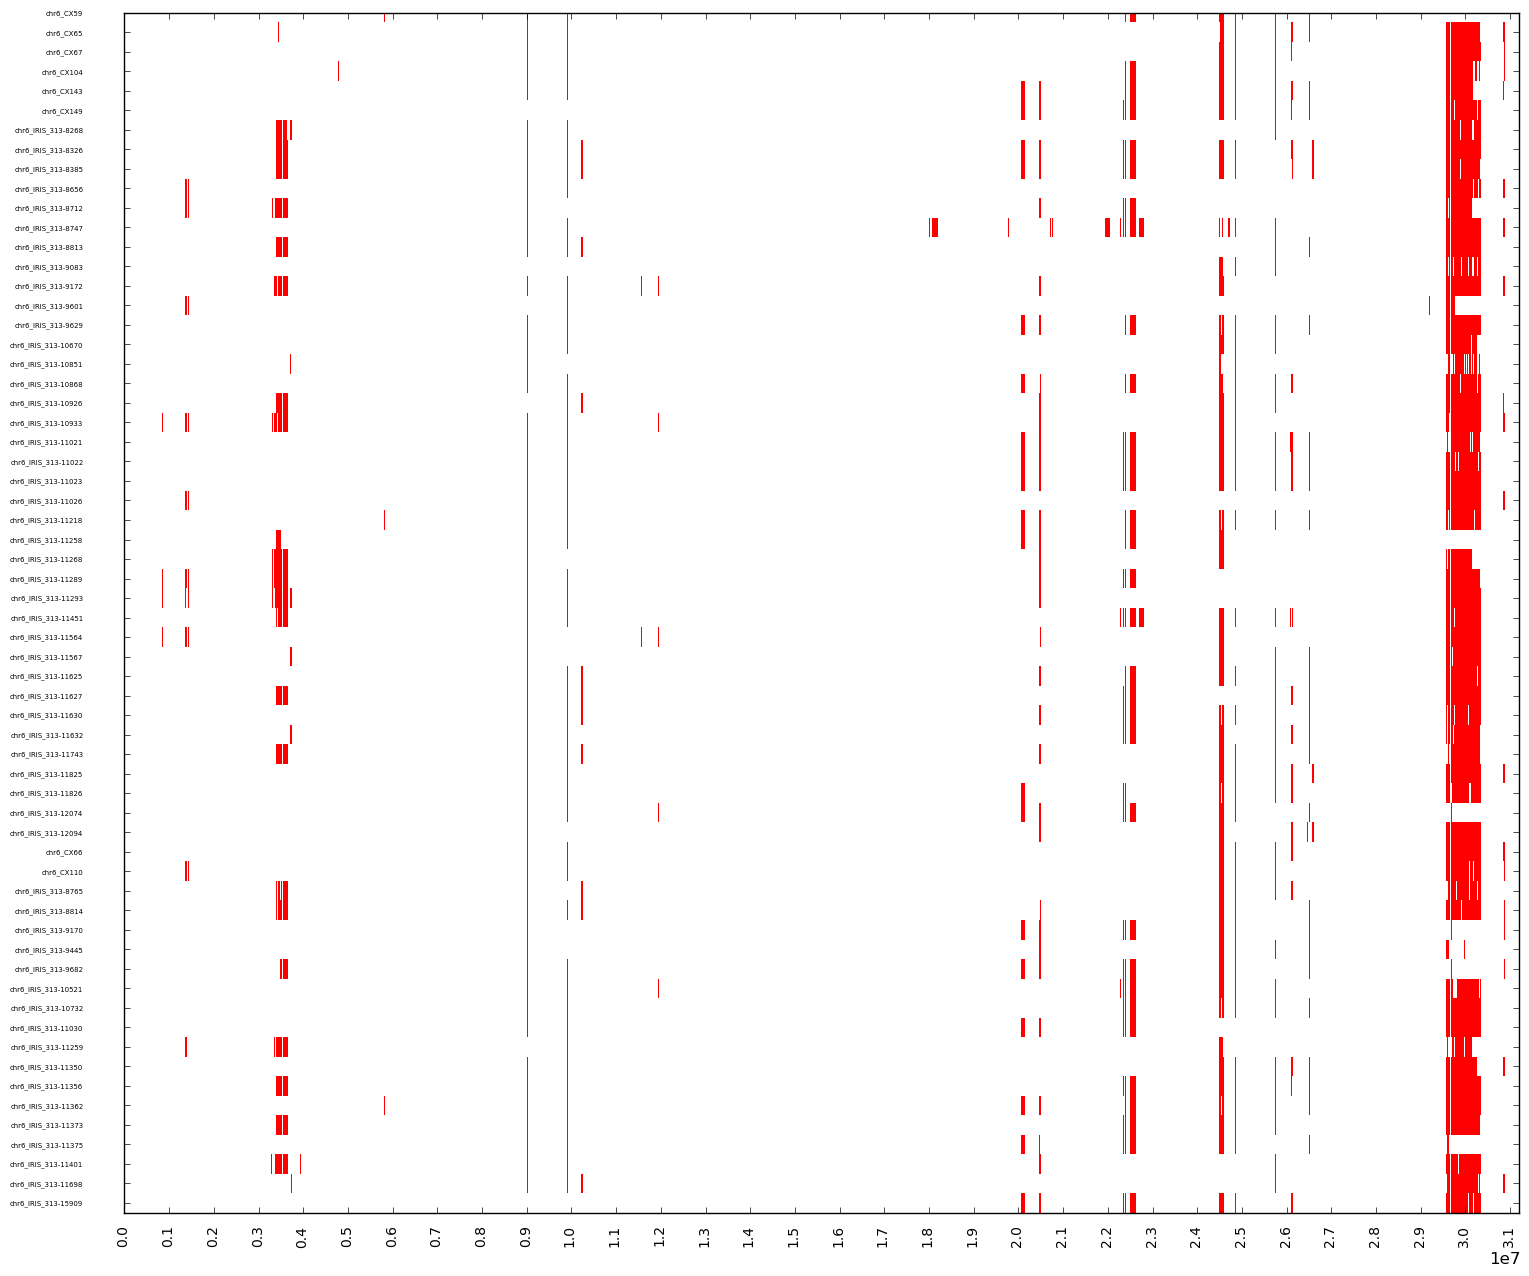 chr6_CX59
chr6_CX65
chr6_CX67
chr6_CX104
chr6_CX143
chr6_CX149
chr6_IRIS_313-8268
chr6_IRIS_313-8326
chr6_IRIS_313-8385
chr6_IRIS_313-8656
chr6_IRIS_313-8712
chr6_IRIS_313-8747
chr6_IRIS_313-8813
chr6_IRIS_313-9083
chr6_IRIS_313-9172
chr6_IRIS_313-9601
chr6_IRIS_313-9629
chr6_IRIS_313-10670
chr6_IRIS_313-10851
chr6_IRIS_313-10868
chr6_IRIS_313-10926
chr6_IRIS_313-10933
chr6_IRIS_313-11021
chr6_IRIS_313-11022
chr6_IRIS_313-11023
chr6_IRIS_313-11026
chr6_IRIS_313-11218
chr6_IRIS_313-11258
chr6_IRIS_313-11268
chr6_IRIS_313-11289
chr6_IRIS_313-11293
chr6_IRIS_313-11451
chr6_IRIS_313-11564
chr6_IRIS_313-11567
chr6_IRIS_313-11625
chr6_IRIS_313-11627
chr6_IRIS_313-11630
chr6_IRIS_313-11632
chr6_IRIS_313-11743
chr6_IRIS_313-11825
chr6_IRIS_313-11826
chr6_IRIS_313-12074
chr6_IRIS_313-12094
chr6_CX66
chr6_CX110
chr6_IRIS_313-8765
chr6_IRIS_313-8814
chr6_IRIS_313-9170
chr6_IRIS_313-9445
chr6_IRIS_313-9682
chr6_IRIS_313-10521
chr6_IRIS_313-10732
chr6_IRIS_313-11030
chr6_IRIS_313-11259
chr6_IRIS_313-11350
chr6_IRIS_313-11356
chr6_IRIS_313-11362
chr6_IRIS_313-11373
chr6_IRIS_313-11375
chr6_IRIS_313-11401
chr6_IRIS_313-11698
chr6_IRIS_313-15909
0.0 0.1 0.2 0.3 0.4 0.5 0.6 0.7 0.8 0.9 1.0 1.1 1.2 1.3 1.4 1.5 1.6 1.7 1.8 1.9 2.0 2.1 2.2 2.3 2.4 2.5 2.6 2.7 2.8 2.9 3.0 3.1
1e7